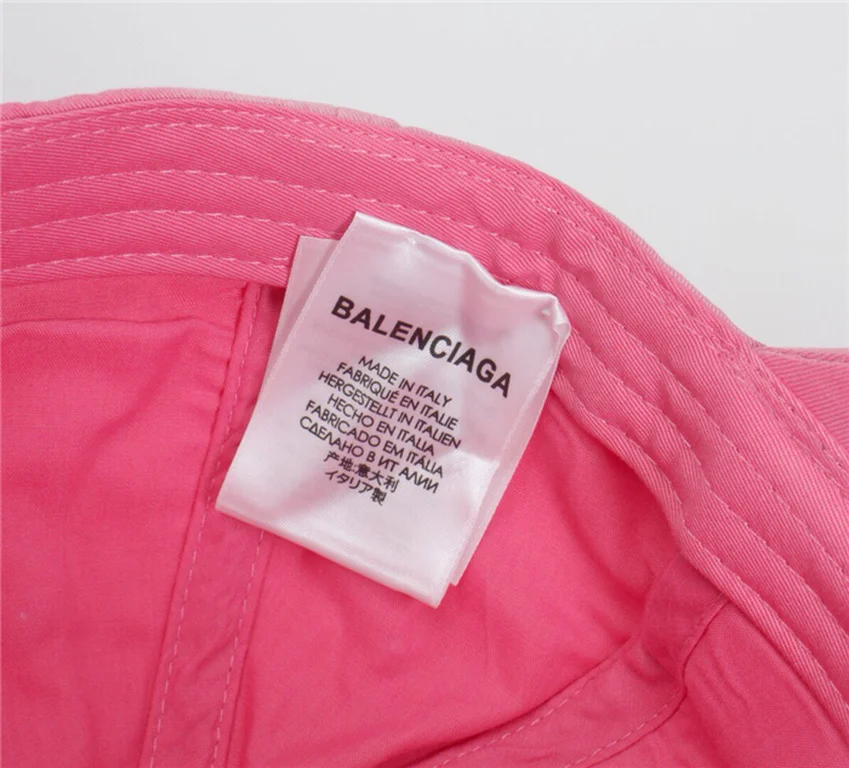 BALENCIAGA
MADE IN ITALY
FABRIQUÉ EN ITALIE
HERGESTELLT IN ITALIEN
HECHO EN ITALIA
FABRICADO EM ITÁLIA
СДЕЛАНО В ИТ АЛИИ
产地:意大利
イタリア製